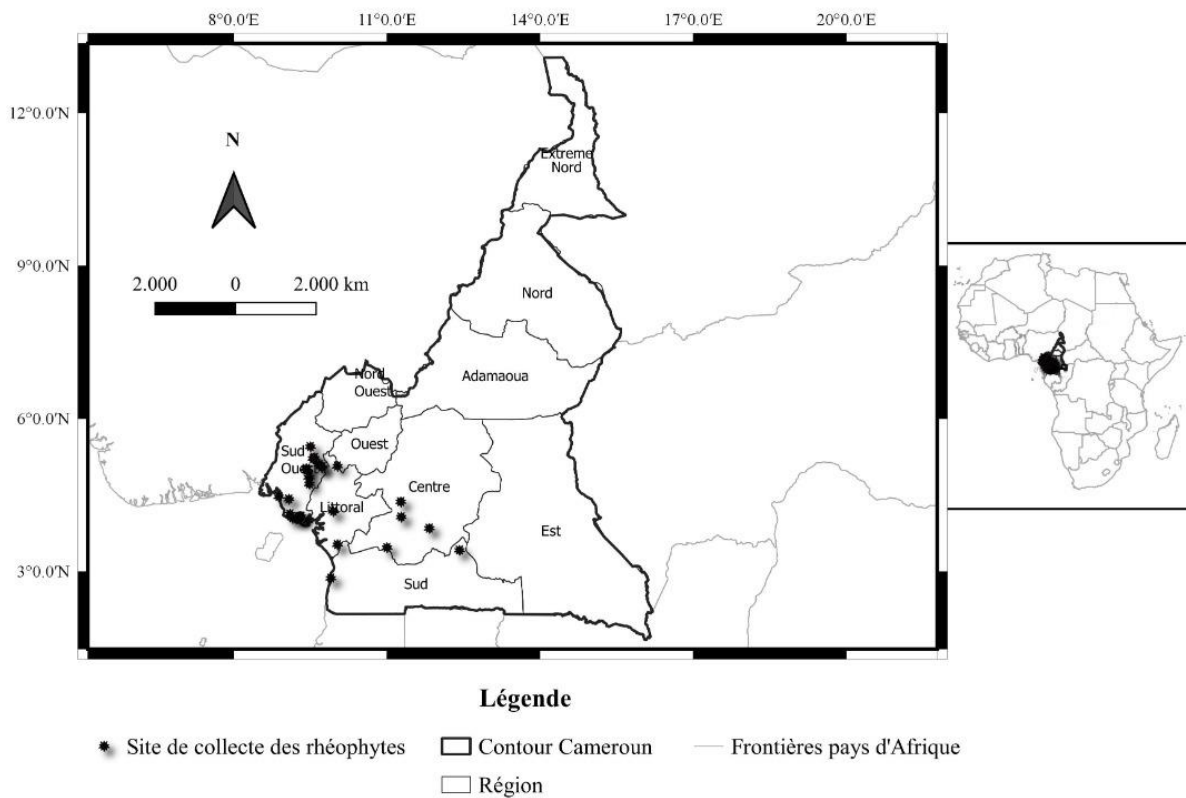 8°0.0'E 11°0.0'E 14°0.0'E 17°0.0'E 20°0.0'E
12°0.0'N
N
Extreme
Nord
9°0.0'N
2.000 0 2.000 km
Nord
Adamaoua
Nord
Ouest
6°0.0'N
Ouest
Sud
Ouest
Centre
Littoral
Est
3°0.0'N
Sud
Légende
Site de collecte des rhéophytes Contour Cameroun Frontières pays d'Afrique
Région